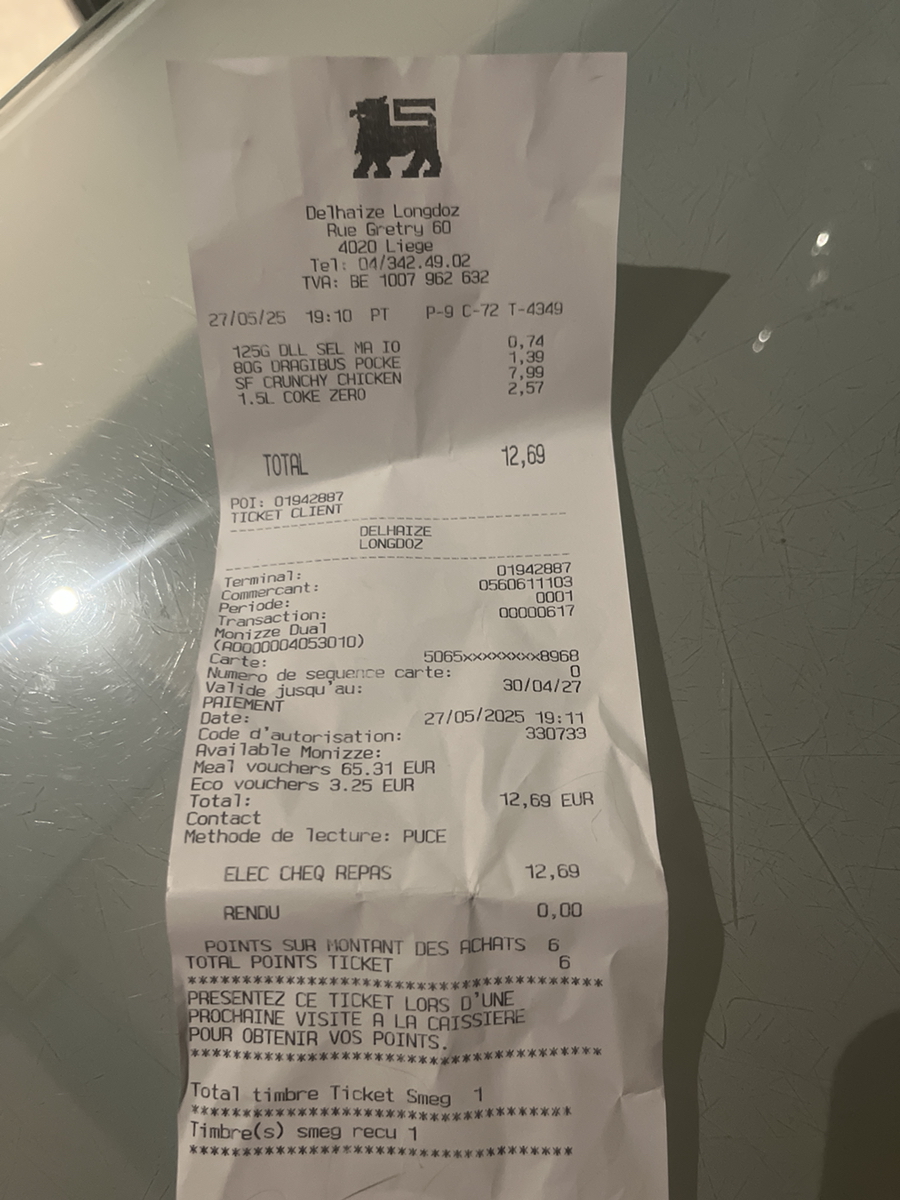 Delhaize Longdoz
Rue Gretry 60
4020 Liege
Tel: 04/342.49.02
TVA: BE 1007 962 632
27/05/25 19:10 PT P-9 C-72 T-4349
125G DLL SEL MA IO 0,74
80G DRAGIBUS POCKE 1,39
SF CRUNCHY CHICKEN 7,99
1.5L COKE ZERO 2,57
TOTAL 12,69
POI: 01942887
TICKET CLIENT
--------------------------------
DELHAIZE
LONGDOZ
--------------------------------
Terminal: 01942887
Commercant: 0560611103
Periode: 0001
Transaction: 00000617
Monizze Dual
(A0000004053010)
Carte: 5065xxxxxxxxx8968
Numero de sequence carte: 0
Valide jusqu'au: 30/04/27
PAIEMENT
Date: 27/05/2025 19:11
Code d'autorisation: 330733
Available Monizze:
Meal vouchers 65.31 EUR
Eco vouchers 3.25 EUR
Total: 12,69 EUR
Contact
Methode de lecture: PUCE
ELEC CHEQ REPAS 12,69
RENDU 0,00
POINTS SUR MONTANT DES ACHATS 6
TOTAL POINTS TICKET 6
****************************************
PRESENTEZ CE TICKET LORS D'UNE
PROCHAINE VISITE A LA CAISSIERE
POUR OBTENIR VOS POINTS.
****************************************
Total timbre Ticket Smeg 1
*************************************
Timbre(s) smeg recu 1
*************************************